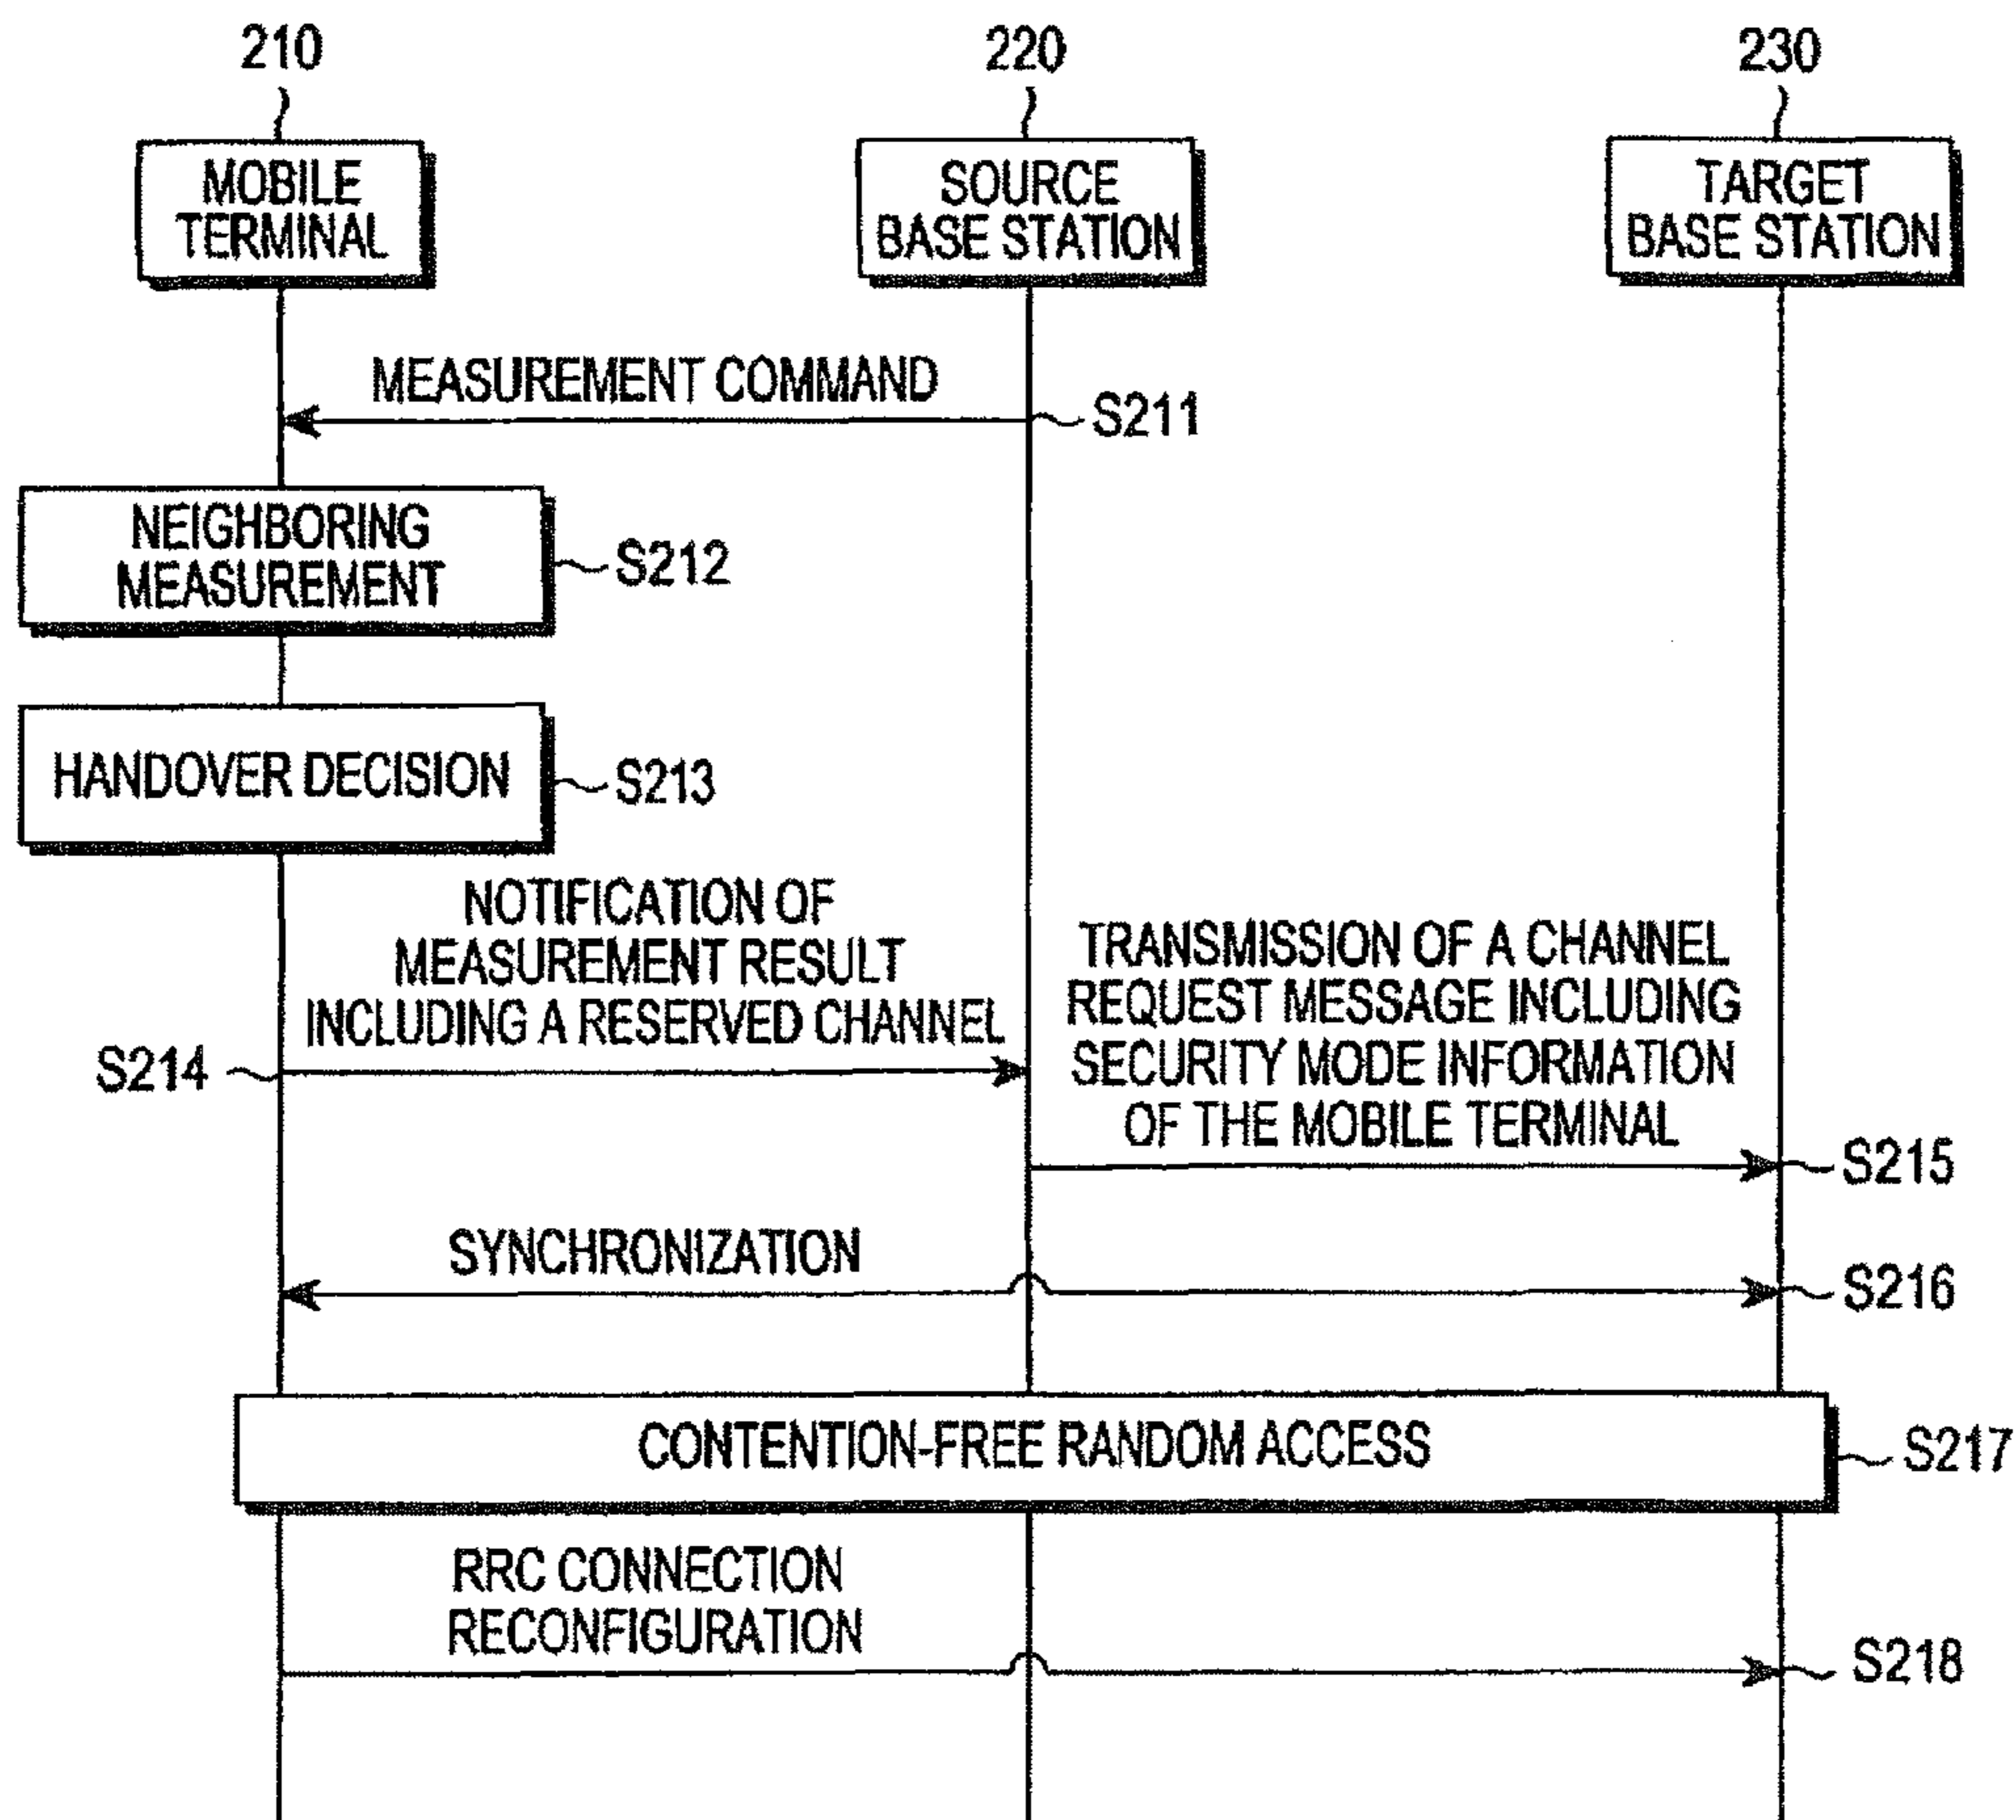 210
220
230
MOBILE
TERMINAL
SOURCE
BASE STATION
TARGET
BASE STATION
MEASUREMENT COMMAND
S211
NEIGHBORING
MEASUREMENT
S212
HANDOVER DECISION
S213
NOTIFICATION OF
MEASUREMENT RESULT
INCLUDING A RESERVED CHANNEL
S214
TRANSMISSION OF A CHANNEL
REQUEST MESSAGE INCLUDING
SECURITY MODE INFORMATION
OF THE MOBILE TERMINAL
S215
SYNCHRONIZATION
S216
CONTENTION-FREE RANDOM ACCESS
S217
RRC CONNECTION
RECONFIGURATION
S218